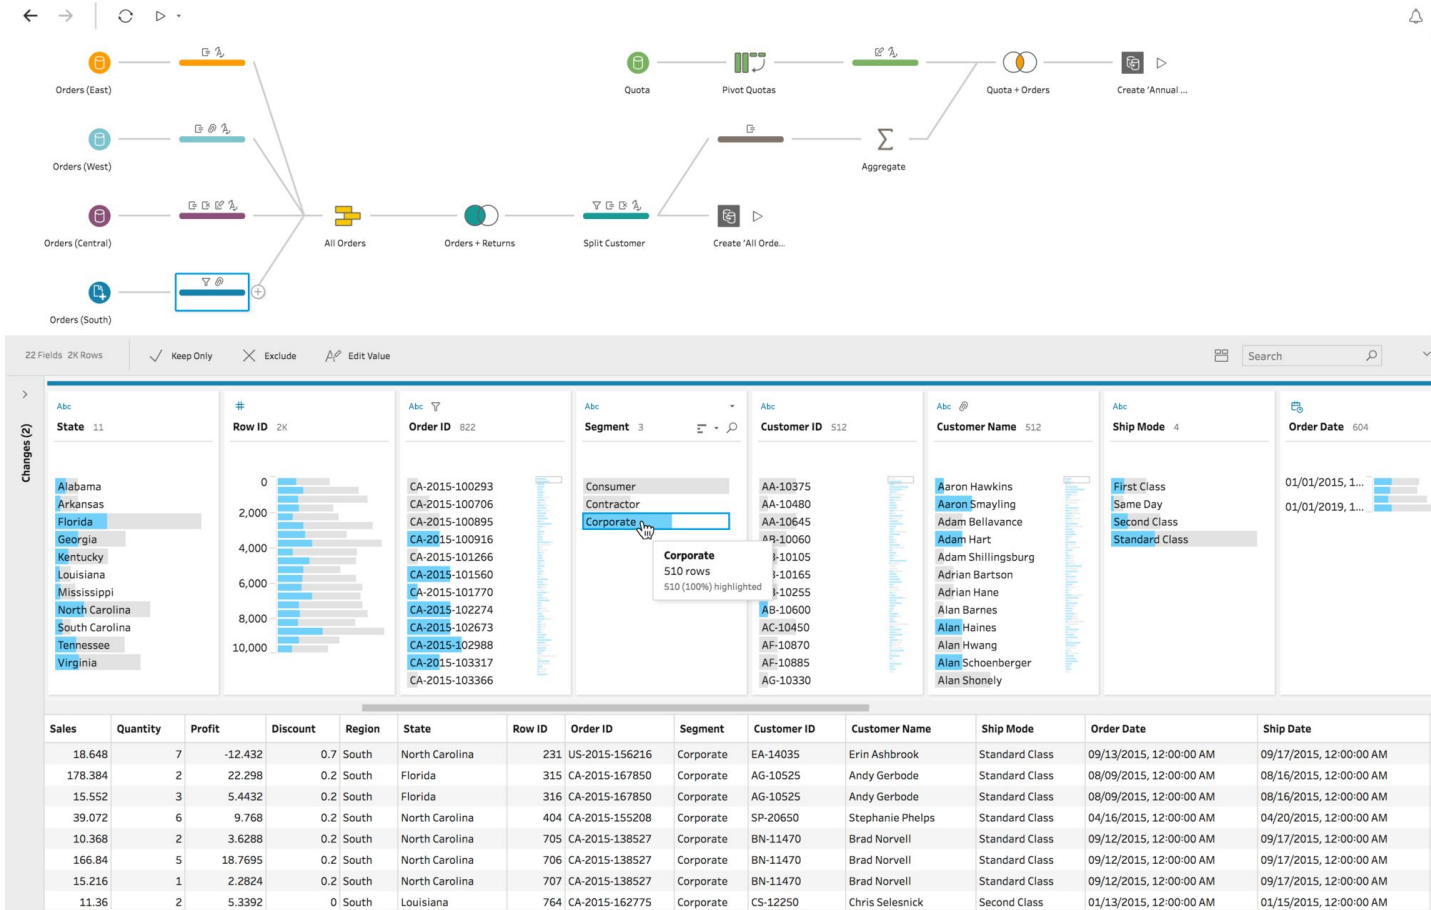 Orders (East)
Quota
Pivot Quotas
Quota + Orders
Create 'Annual ...
Orders (West)
Aggregate
Orders (Central)
All Orders
Orders + Returns
Split Customer
Create 'All Orde...
Orders (South)
22 Fields 2K Rows
Keep Only
Exclude
Edit Value
Search
Changes (2)
Abc
State 11
Alabama
Arkansas
Florida
Georgia
Kentucky
Louisiana
Mississippi
North Carolina
South Carolina
Tennessee
Virginia
#
Row ID 2K
0
2,000
4,000
6,000
8,000
10,000
Abc
Order ID 822
CA-2015-100293
CA-2015-100706
CA-2015-100895
CA-2015-100916
CA-2015-101266
CA-2015-101560
CA-2015-101770
CA-2015-102274
CA-2015-102673
CA-2015-102988
CA-2015-103317
CA-2015-103366
Abc
Segment 3
Consumer
Contractor
Corporate
Corporate
510 rows
510 (100%) highlighted
Abc
Customer ID 512
AA-10375
AA-10480
AA-10645
AB-10060
-10105
-10165
-10255
AB-10600
AC-10450
AF-10870
AF-10885
AG-10330
Abc
Customer Name 512
Aaron Hawkins
Aaron Smayling
Adam Bellavance
Adam Hart
Adam Shillingsburg
Adrian Bartson
Adrian Hane
Alan Barnes
Alan Haines
Alan Hwang
Alan Schoenberger
Alan Shonely
Abc
Ship Mode 4
First Class
Same Day
Second Class
Standard Class
Order Date 604
01/01/2015, 1...
01/01/2019, 1...
Sales Quantity Profit Discount Region State Row ID Order ID Segment Customer ID Customer Name Ship Mode Order Date Ship Date
18.648 7 -12.432 0.7 South North Carolina 231 US-2015-156216 Corporate EA-14035 Erin Ashbrook Standard Class 09/13/2015, 12:00:00 AM 09/17/2015, 12:00:00 AM
178.384 2 22.298 0.2 South Florida 315 CA-2015-167850 Corporate AG-10525 Andy Gerbode Standard Class 08/09/2015, 12:00:00 AM 08/16/2015, 12:00:00 AM
15.552 3 5.4432 0.2 South Florida 316 CA-2015-167850 Corporate AG-10525 Andy Gerbode Standard Class 08/09/2015, 12:00:00 AM 08/16/2015, 12:00:00 AM
39.072 6 9.768 0.2 South North Carolina 404 CA-2015-155208 Corporate SP-20650 Stephanie Phelps Standard Class 04/16/2015, 12:00:00 AM 04/20/2015, 12:00:00 AM
10.368 2 3.6288 0.2 South North Carolina 705 CA-2015-138527 Corporate BN-11470 Brad Norvell Standard Class 09/12/2015, 12:00:00 AM 09/17/2015, 12:00:00 AM
166.84 5 18.7695 0.2 South North Carolina 706 CA-2015-138527 Corporate BN-11470 Brad Norvell Standard Class 09/12/2015, 12:00:00 AM 09/17/2015, 12:00:00 AM
15.216 1 2.2824 0.2 South North Carolina 707 CA-2015-138527 Corporate BN-11470 Brad Norvell Standard Class 09/12/2015, 12:00:00 AM 09/17/2015, 12:00:00 AM
11.36 2 5.3392 0 South Louisiana 764 CA-2015-162775 Corporate CS-12250 Chris Selesnick Second Class 01/13/2015, 12:00:00 AM 01/15/2015, 12:00:00 AM